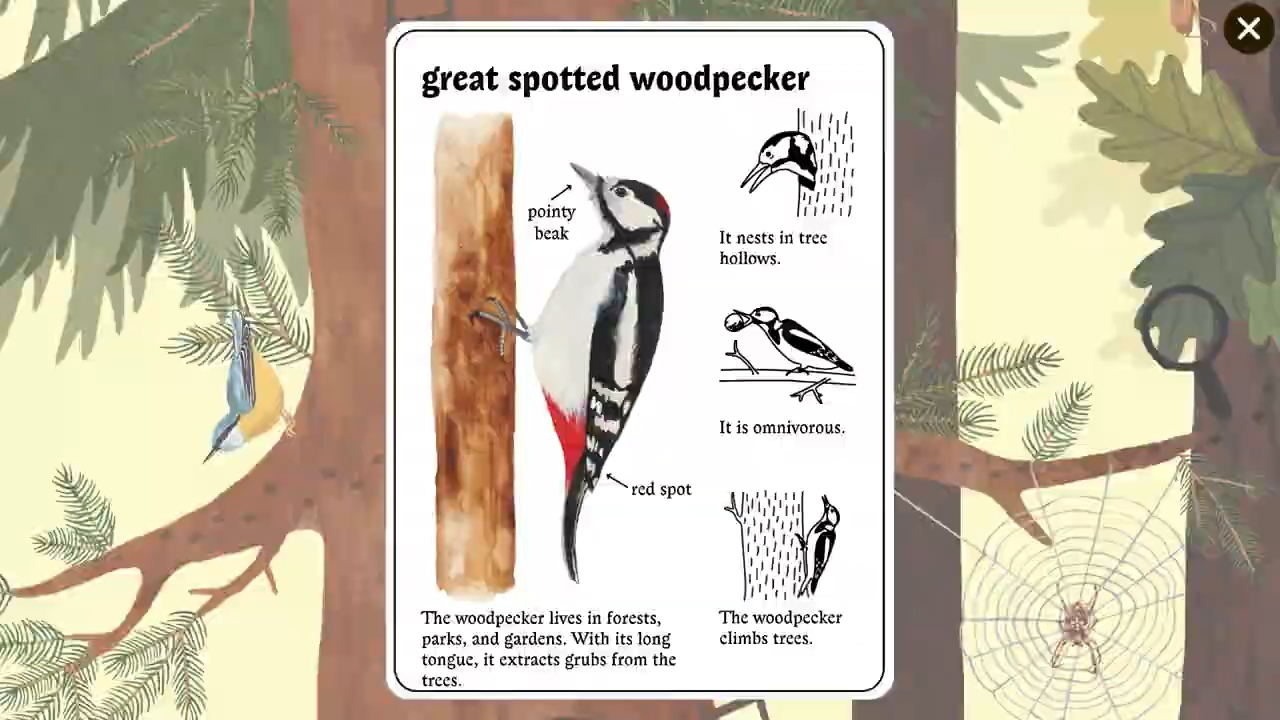 great spotted woodpecker
pointy
beak
It nests in tree
hollows.
It is omnivorous.
red spot
The woodpecker lives in forests,
parks, and gardens. With its long
tongue, it extracts grubs from the
trees.
The woodpecker
climbs trees.